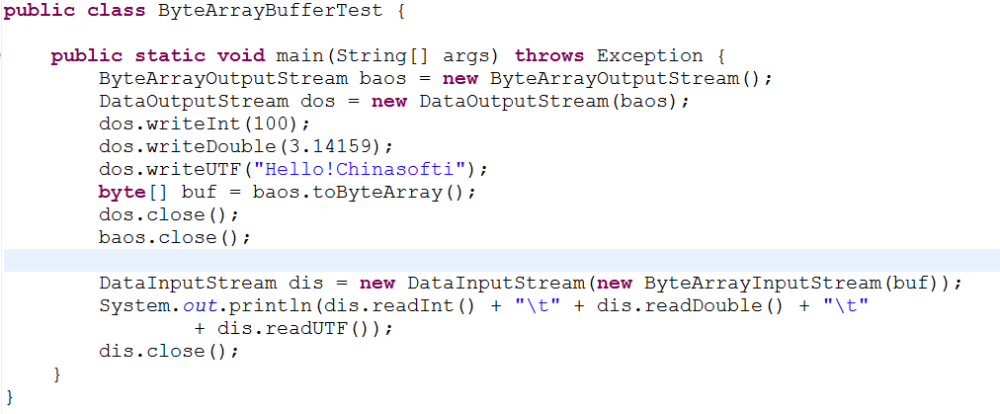 public class ByteArrayBufferTest {
public static void main(String[] args) throws Exception {
ByteArrayOutputStream baos = new ByteArrayOutputStream();
DataOutputStream dos = new DataOutputStream(baos);
dos.writeInt(100);
dos.writeDouble(3.14159);
dos.writeUTF("Hello!Chinasofti");
byte[] buf = baos.toByteArray();
dos.close();
baos.close();
DataInputStream dis = new DataInputStream(new ByteArrayInputStream(buf));
System.out.println(dis.readInt() + "\t" + dis.readDouble() + "\t"
+ dis.readUTF());
dis.close();
}
}